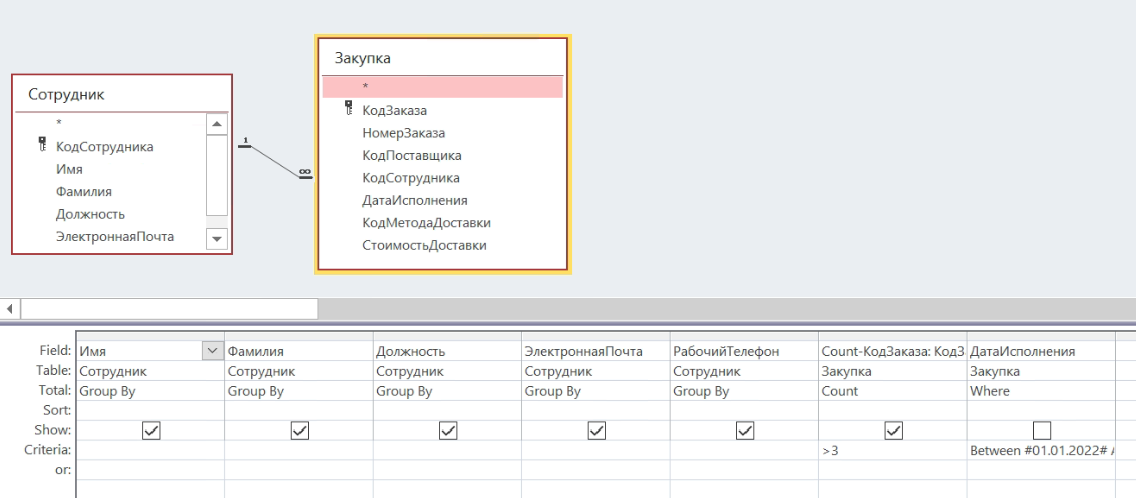 Закупка
*
КодЗаказа
НомерЗаказа
КодПоставщика
КодСотрудника
ДатаИсполнения
КодМетодаДоставки
СтоимостьДоставки
Сотрудник
*
КодСотрудника
Имя
Фамилия
Должность
ЭлектроннаяПочта
1
∞
Field: Имя Фамилия Должность ЭлектроннаяПочта РабочийТелефон Count-КодЗаказа: КодЗ ДатаИсполнения
Table: Сотрудник Сотрудник Сотрудник Сотрудник Сотрудник Закупка Закупка
Total: Group By Group By Group By Group By Group By Count Where
Sort:
Show:
Criteria: >3 Between #01.01.2022#
or: